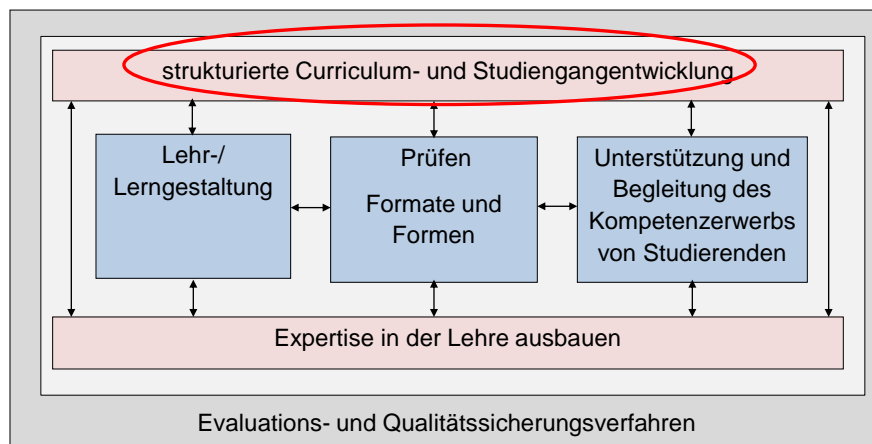 strukturierte Curriculum- und Studiengangentwicklung
Lehr-/
Lerngestaltung
Prüfen
Formate und
Formen
Unterstützung und
Begleitung des
Kompetenzerwerbs
von Studierenden
Expertise in der Lehre ausbauen
Evaluations- und Qualitätssicherungsverfahren